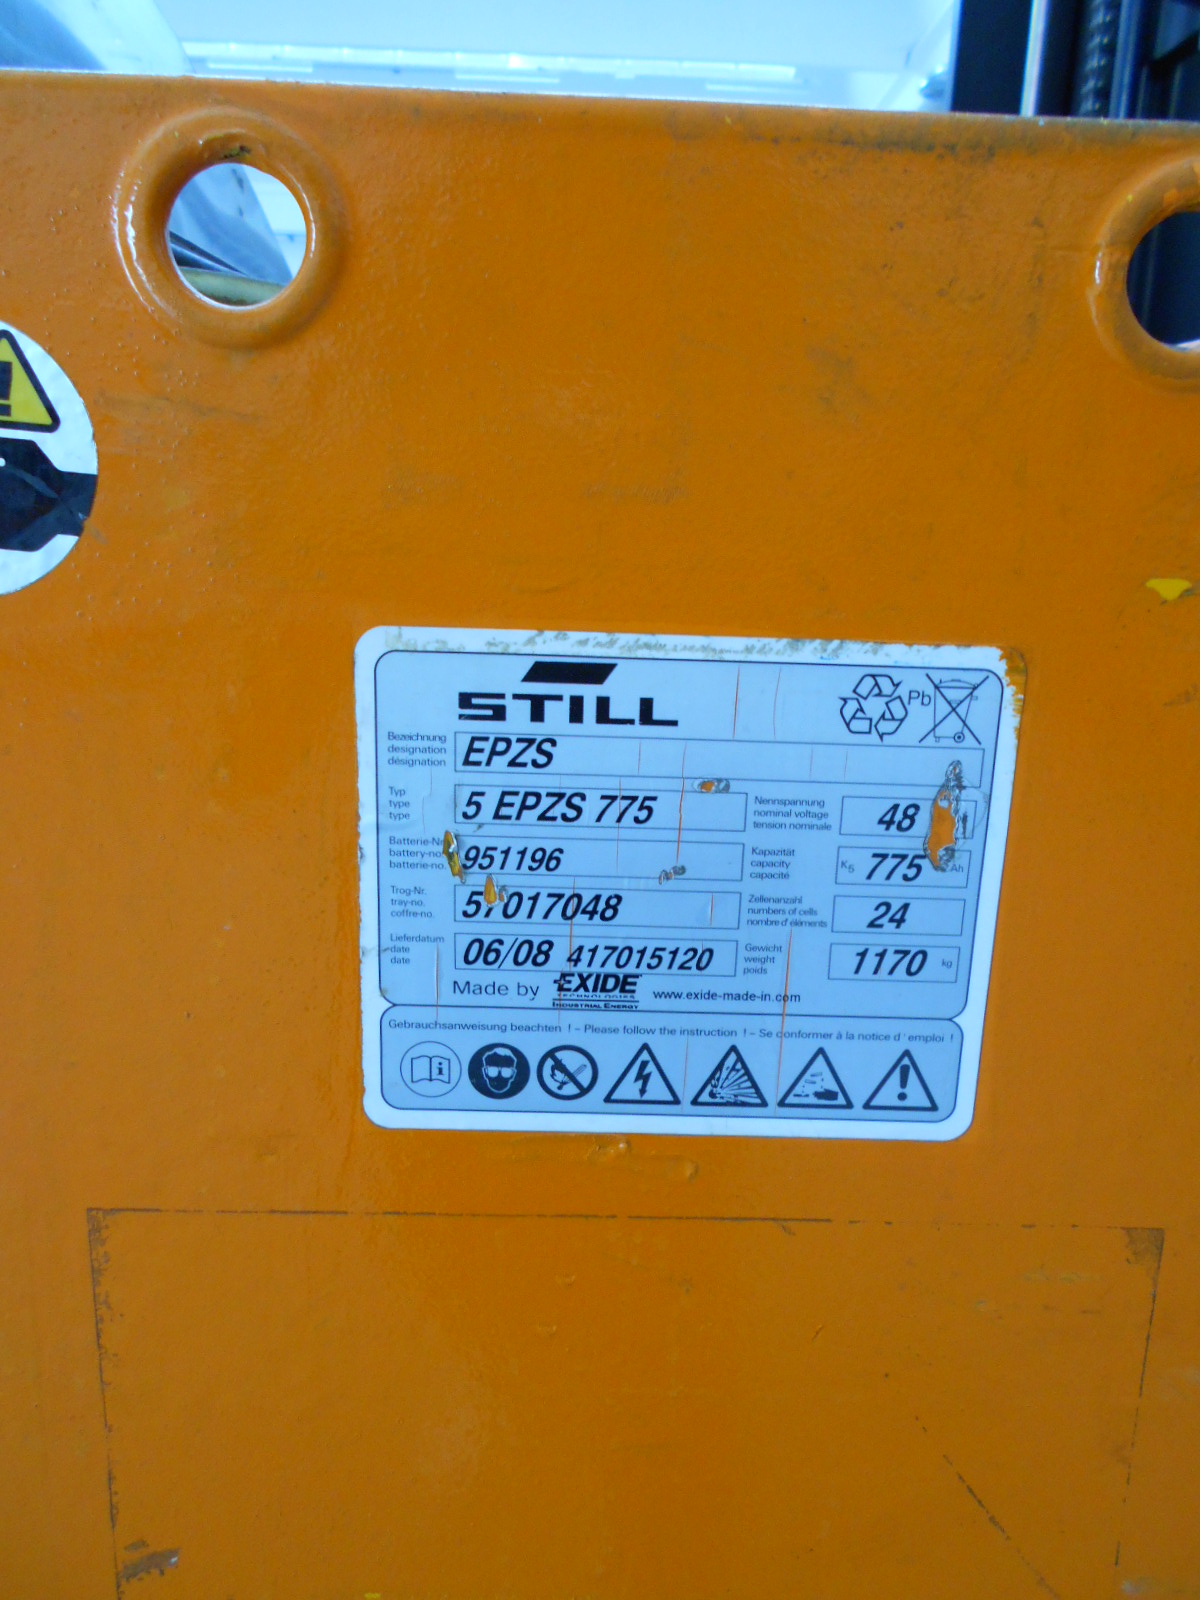 STILL
Pb
Bezeichnung
designation
désignation
EPZS
Typ
type
type
5 EPZS 775
Nennspannung
nominal voltage
tension nominale
48
Batterie-Nr.
battery-no.
batterie-no.
951196
Kapazität
capacity
capacité
K5 775 Ah
Trog-Nr.
tray-no.
coffre-no.
57017048
Zellenanzahl
numbers of cells
nombre d' éléments
24
Lieferdatum
date
date
06/08 417015120
Gewicht
weight
poids
1170 kg
Made by EXIDE
TECHNOLOGIES
INDUSTRIAL ENERGY
www.exide-made-in.com
Gebrauchsanweisung beachten ! – Please follow the instruction ! – Se conformer à la notice d ' emploi !